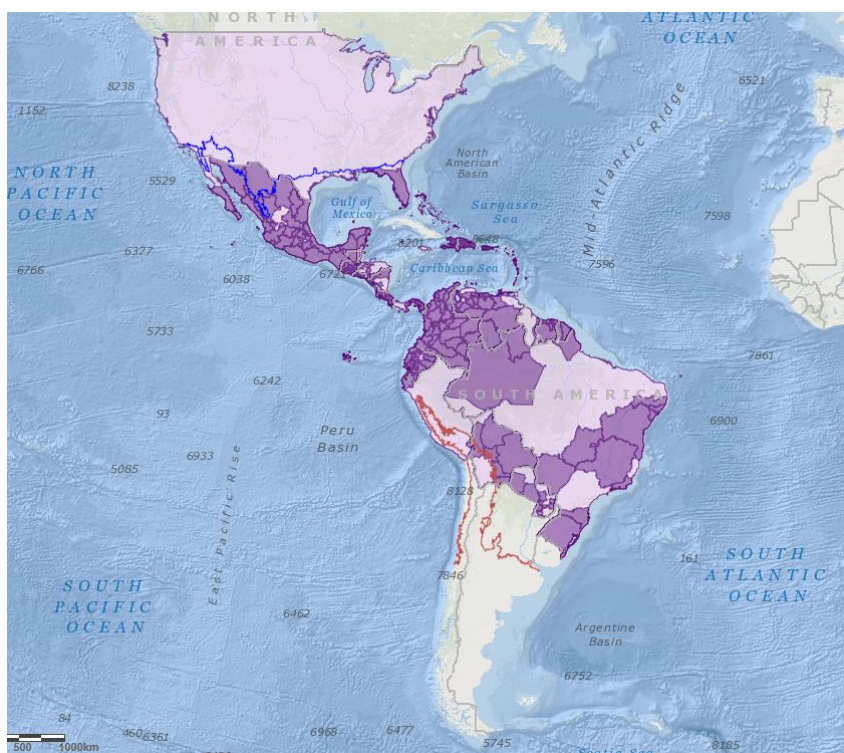 NORTH
AMERICA
ATLANTIC
OCEAN
8238
6521
1152
Mid-Atlantic Ridge
North
American
Basin
NORTH
PACIFIC
OCEAN
5529
Gulf of
Mexico
Sargasso
Sea
7598
6377
8201
8648
7596
6766
6038
6721
Caribbean Sea
5733
7861
6242
SOUTH AMERICA
93
Peru
Basin
6900
6933
5085
East Pacific Rise
8128
161
SOUTH
ATLANTIC
OCEAN
7846
SOUTH
PACIFIC
OCEAN
6462
Argentine
Basin
6752
84
460
6361
6968
6477
5745
8185
500 1000km